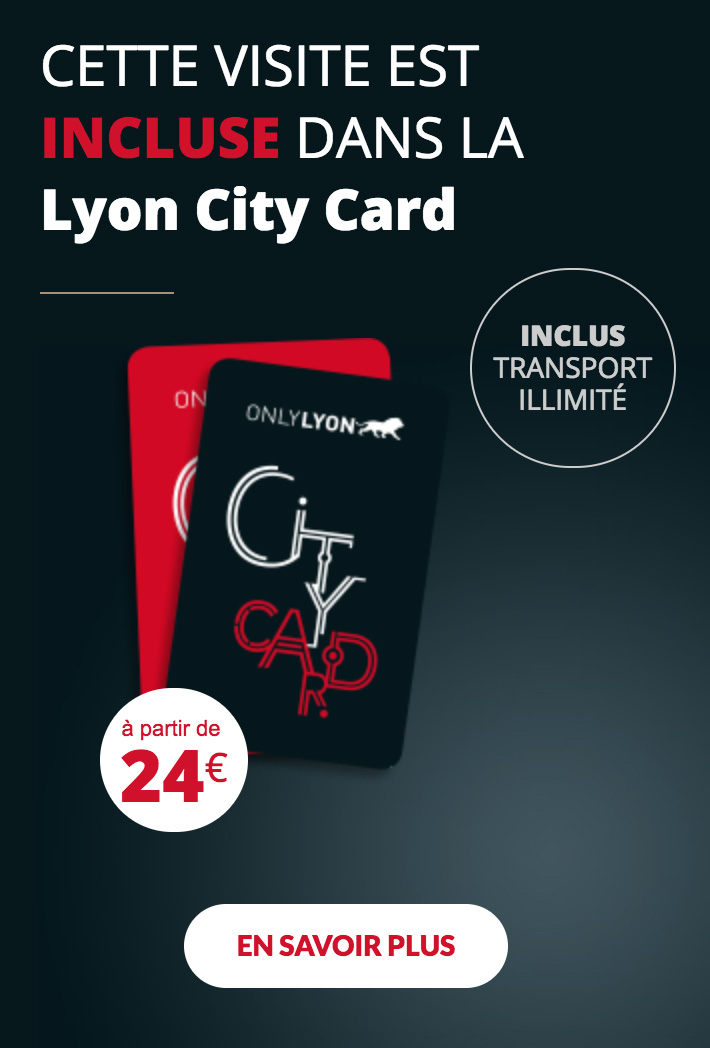 CETTE VISITE EST
INCLUSE DANS LA
Lyon City Card
INCLUS
TRANSPORT
ILLIMITÉ
ON
ONLYLYON
C
CiTY
CARD
à partir de
24€
EN SAVOIR PLUS